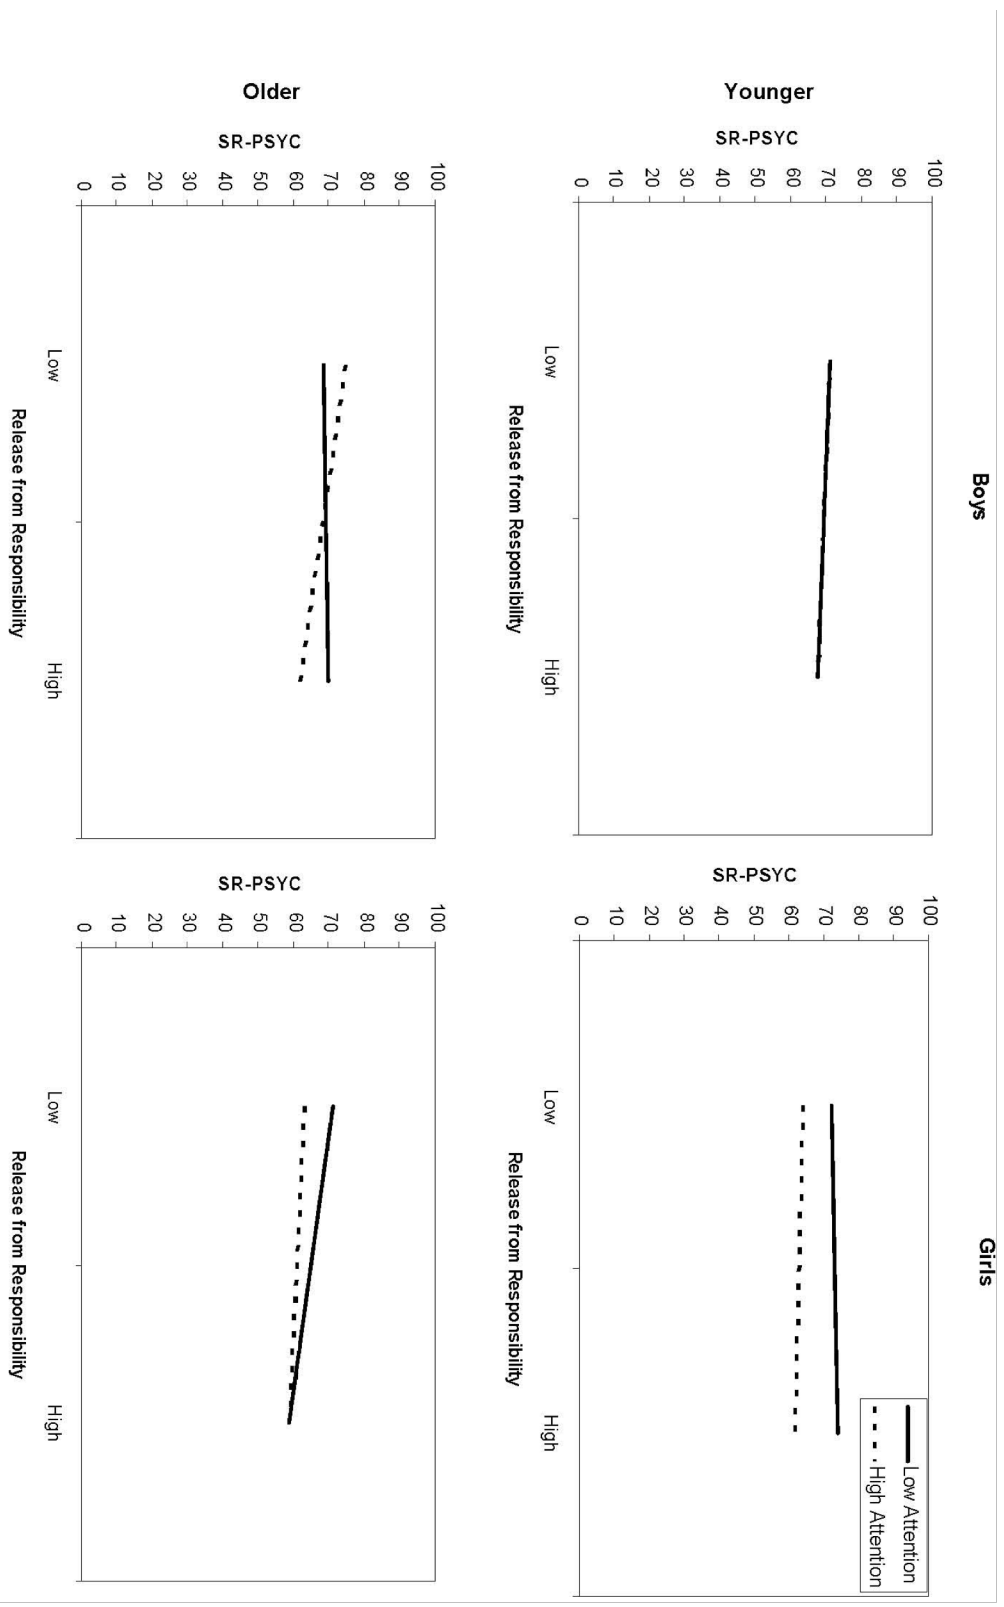 Boys
Girls
Younger
SR-PSYC
100
90
80
70
60
50
40
30
20
10
0
Low
High
Release from Responsibility
SR-PSYC
100
90
80
70
60
50
40
30
20
10
0
Low
High
Release from Responsibility
Low Attention
High Attention
Older
SR-PSYC
100
90
80
70
60
50
40
30
20
10
0
Low
High
Release from Responsibility
SR-PSYC
100
90
80
70
60
50
40
30
20
10
0
Low
High
Release from Responsibility